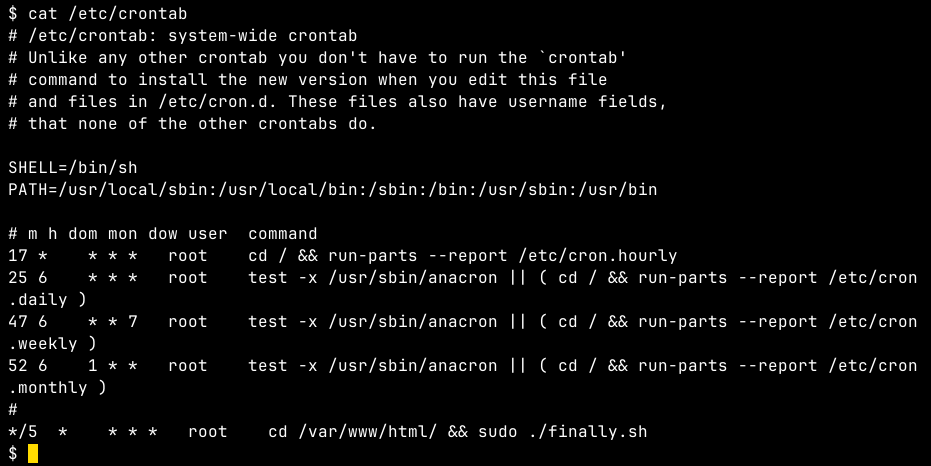 $ cat /etc/crontab
# /etc/crontab: system-wide crontab
# Unlike any other crontab you don't have to run the `crontab'
# command to install the new version when you edit this file
# and files in /etc/cron.d. These files also have username fields,
# that none of the other crontabs do.

SHELL=/bin/sh
PATH=/usr/local/sbin:/usr/local/bin:/sbin:/bin:/usr/sbin:/usr/bin

# m h dom mon dow user  command
17 *    * * *   root    cd / && run-parts --report /etc/cron.hourly
25 6    * * *   root    test -x /usr/sbin/anacron || ( cd / && run-parts --report /etc/cron
.daily )
47 6    * * 7   root    test -x /usr/sbin/anacron || ( cd / && run-parts --report /etc/cron
.weekly )
52 6    1 * *   root    test -x /usr/sbin/anacron || ( cd / && run-parts --report /etc/cron
.monthly )
#
*/5  *    * * *   root    cd /var/www/html/ && sudo ./finally.sh
$